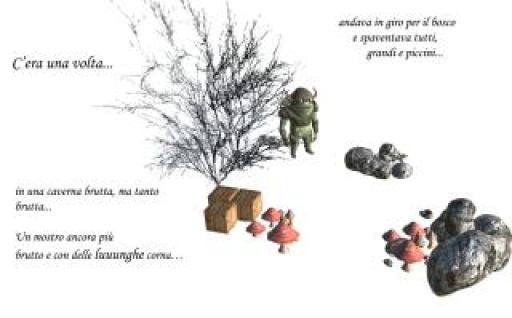 C'era una volta...
in una caverna brutta, ma tanto
brutta...
Un mostro ancora più
brutto e con delle luuunghe corna...
andava in giro per il bosco
e spaventava tutti,
grandi e piccini...